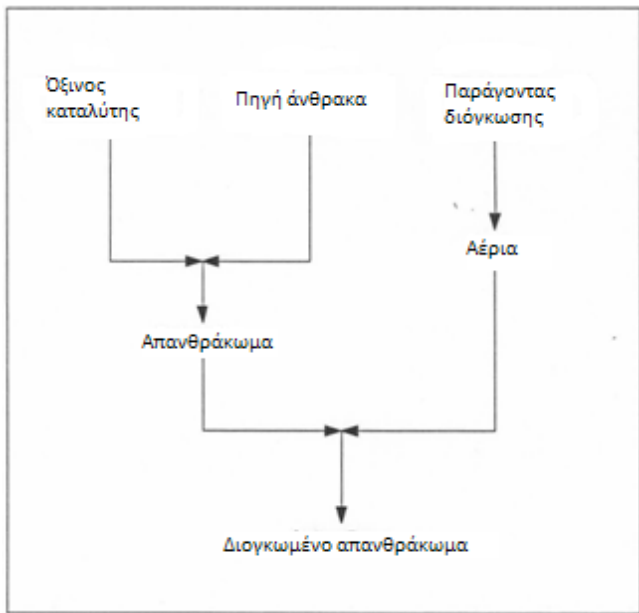 Όξινος
καταλύτης
Πηγή άνθρακα
Παράγοντας
διόγκωσης
Αέρια
Απανθράκωμα
Διογκωμένο απανθράκωμα